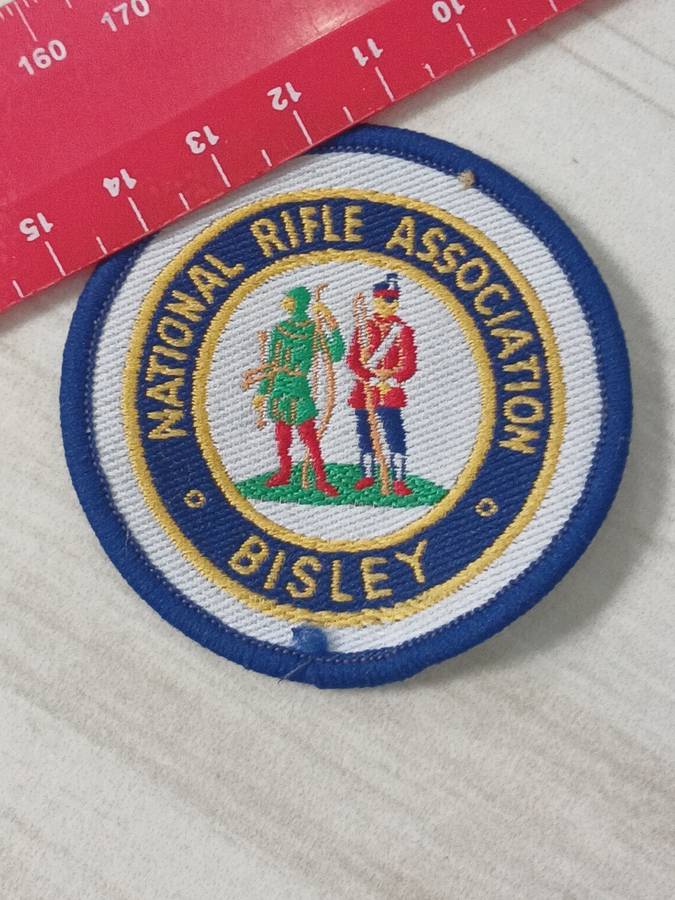 160 170
15 14 13 12 11 10
NATIONAL RIFLE ASSOCIATION
BISLEY